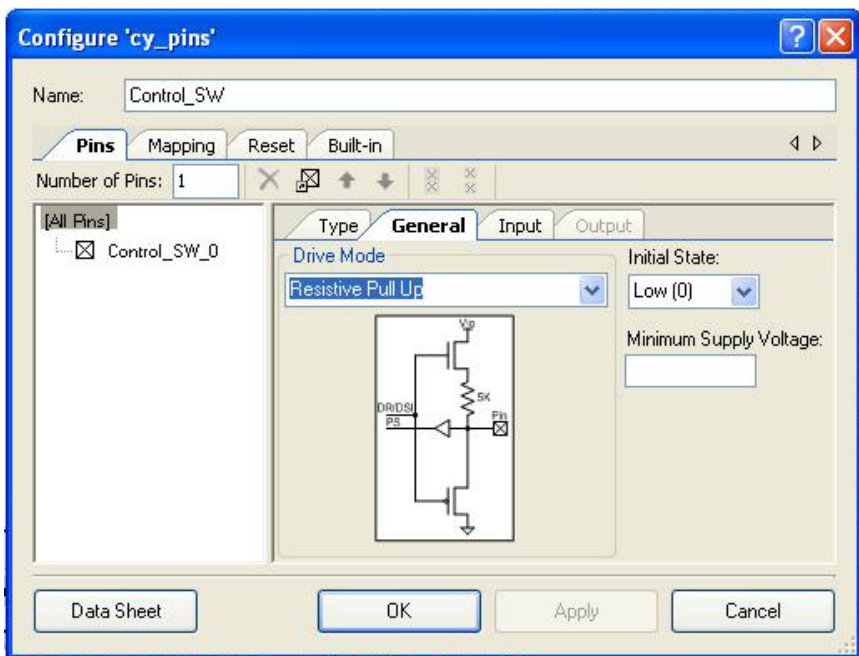 Configure 'cy_pins'
Name: Control_SW
Pins Mapping Reset Built-in
Number of Pins: 1
[All Pins]
Control_SW_0
Type General Input Output
Drive Mode
Resistive Pull Up
Initial State:
Low (0)
Minimum Supply Voltage:
Vio
5K
DR/DSI
PS
Pin
Data Sheet OK Apply Cancel